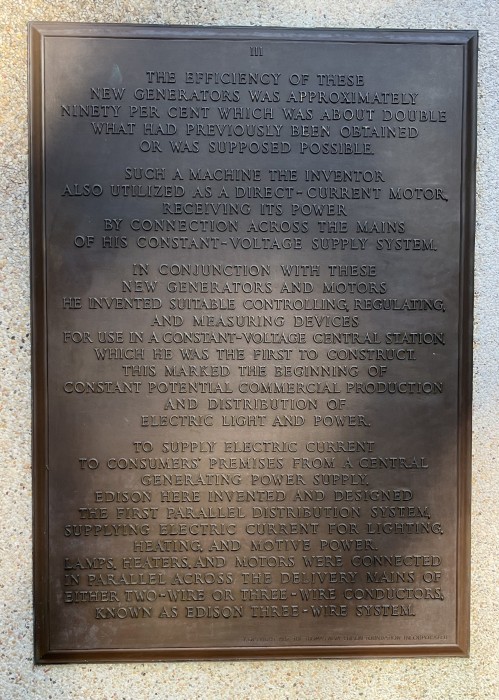 III
THE EFFICIENCY OF THESE
NEW GENERATORS WAS APPROXIMATELY
NINETY PER CENT WHICH WAS ABOUT DOUBLE
WHAT HAD PREVIOUSLY BEEN OBTAINED
OR WAS SUPPOSED POSSIBLE.
SUCH A MACHINE THE INVENTOR
ALSO UTILIZED AS A DIRECT-CURRENT MOTOR,
RECEIVING ITS POWER
BY CONNECTION ACROSS THE MAINS
OF HIS CONSTANT-VOLTAGE SUPPLY SYSTEM.
IN CONJUNCTION WITH THESE
NEW GENERATORS AND MOTORS
HE INVENTED SUITABLE CONTROLLING, REGULATING,
AND MEASURING DEVICES
FOR USE IN A CONSTANT-VOLTAGE CENTRAL STATION,
WHICH HE WAS THE FIRST TO CONSTRUCT.
THIS MARKED THE BEGINNING OF
CONSTANT POTENTIAL COMMERCIAL PRODUCTION
AND DISTRIBUTION OF
ELECTRIC LIGHT AND POWER.
TO SUPPLY ELECTRIC CURRENT
TO CONSUMERS' PREMISES FROM A CENTRAL
GENERATING POWER SUPPLY,
EDISON HERE INVENTED AND DESIGNED
THE FIRST PARALLEL DISTRIBUTION SYSTEM,
SUPPLYING ELECTRIC CURRENT FOR LIGHTING,
HEATING, AND MOTIVE POWER.
LAMPS, HEATERS, AND MOTORS WERE CONNECTED
IN PARALLEL ACROSS THE DELIVERY MAINS OF
EITHER TWO-WIRE OR THREE-WIRE CONDUCTORS,
KNOWN AS EDISON THREE-WIRE SYSTEM.